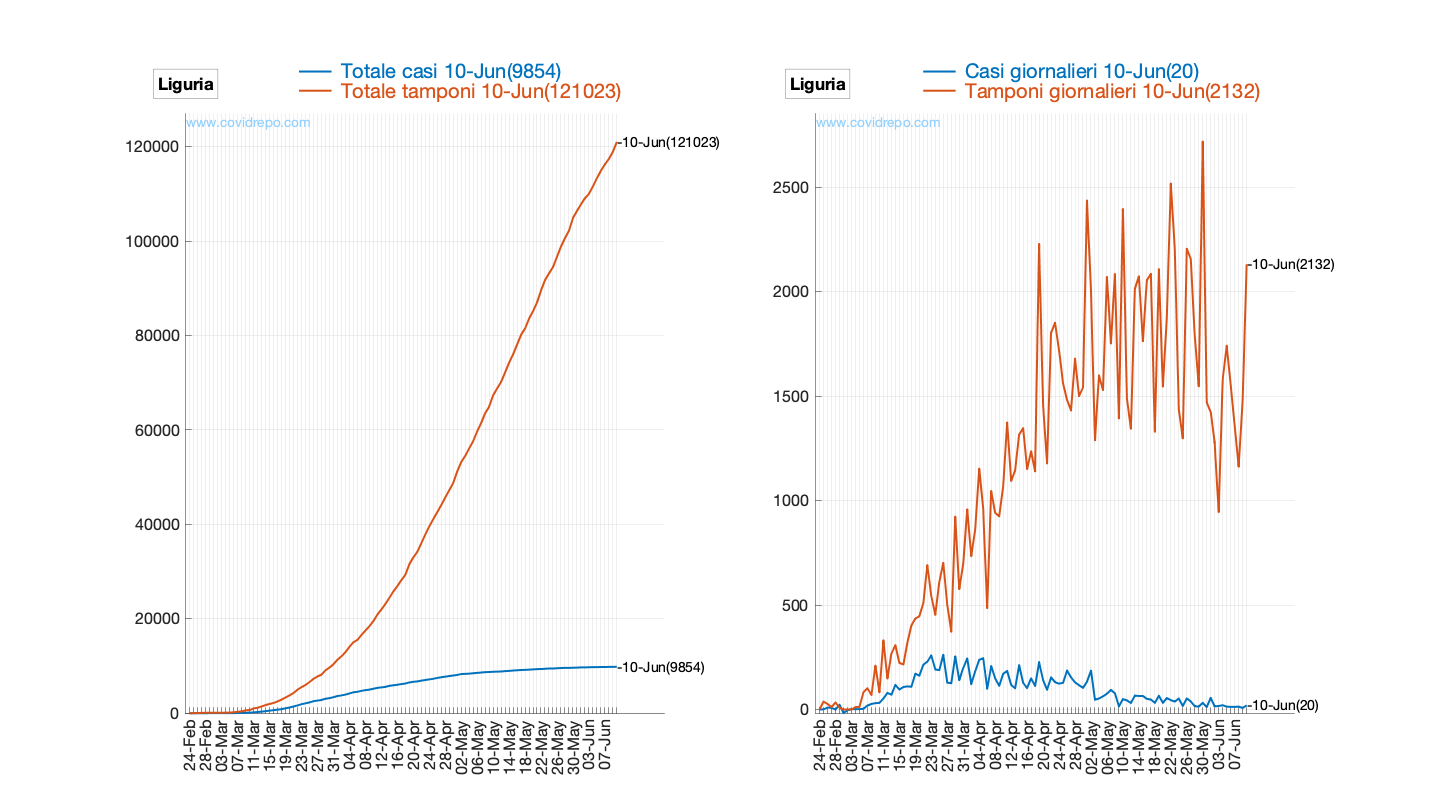 Liguria
Totale casi 10-Jun(9854)
Totale tamponi 10-Jun(121023)
www.covidrepo.com
120000
100000
80000
60000
40000
20000
0
10-Jun(121023)
10-Jun(9854)
24-Feb
28-Feb
03-Mar
07-Mar
11-Mar
15-Mar
19-Mar
23-Mar
27-Mar
31-Mar
04-Apr
08-Apr
12-Apr
16-Apr
20-Apr
24-Apr
28-Apr
02-May
06-May
10-May
14-May
18-May
22-May
26-May
30-May
03-Jun
07-Jun
Liguria
Casi giornalieri 10-Jun(20)
Tamponi giornalieri 10-Jun(2132)
www.covidrepo.com
2500
2000
1500
1000
500
0
10-Jun(2132)
10-Jun(20)
24-Feb
28-Feb
03-Mar
07-Mar
11-Mar
15-Mar
19-Mar
23-Mar
27-Mar
31-Mar
04-Apr
08-Apr
12-Apr
16-Apr
20-Apr
24-Apr
28-Apr
02-May
06-May
10-May
14-May
18-May
22-May
26-May
30-May
03-Jun
07-Jun